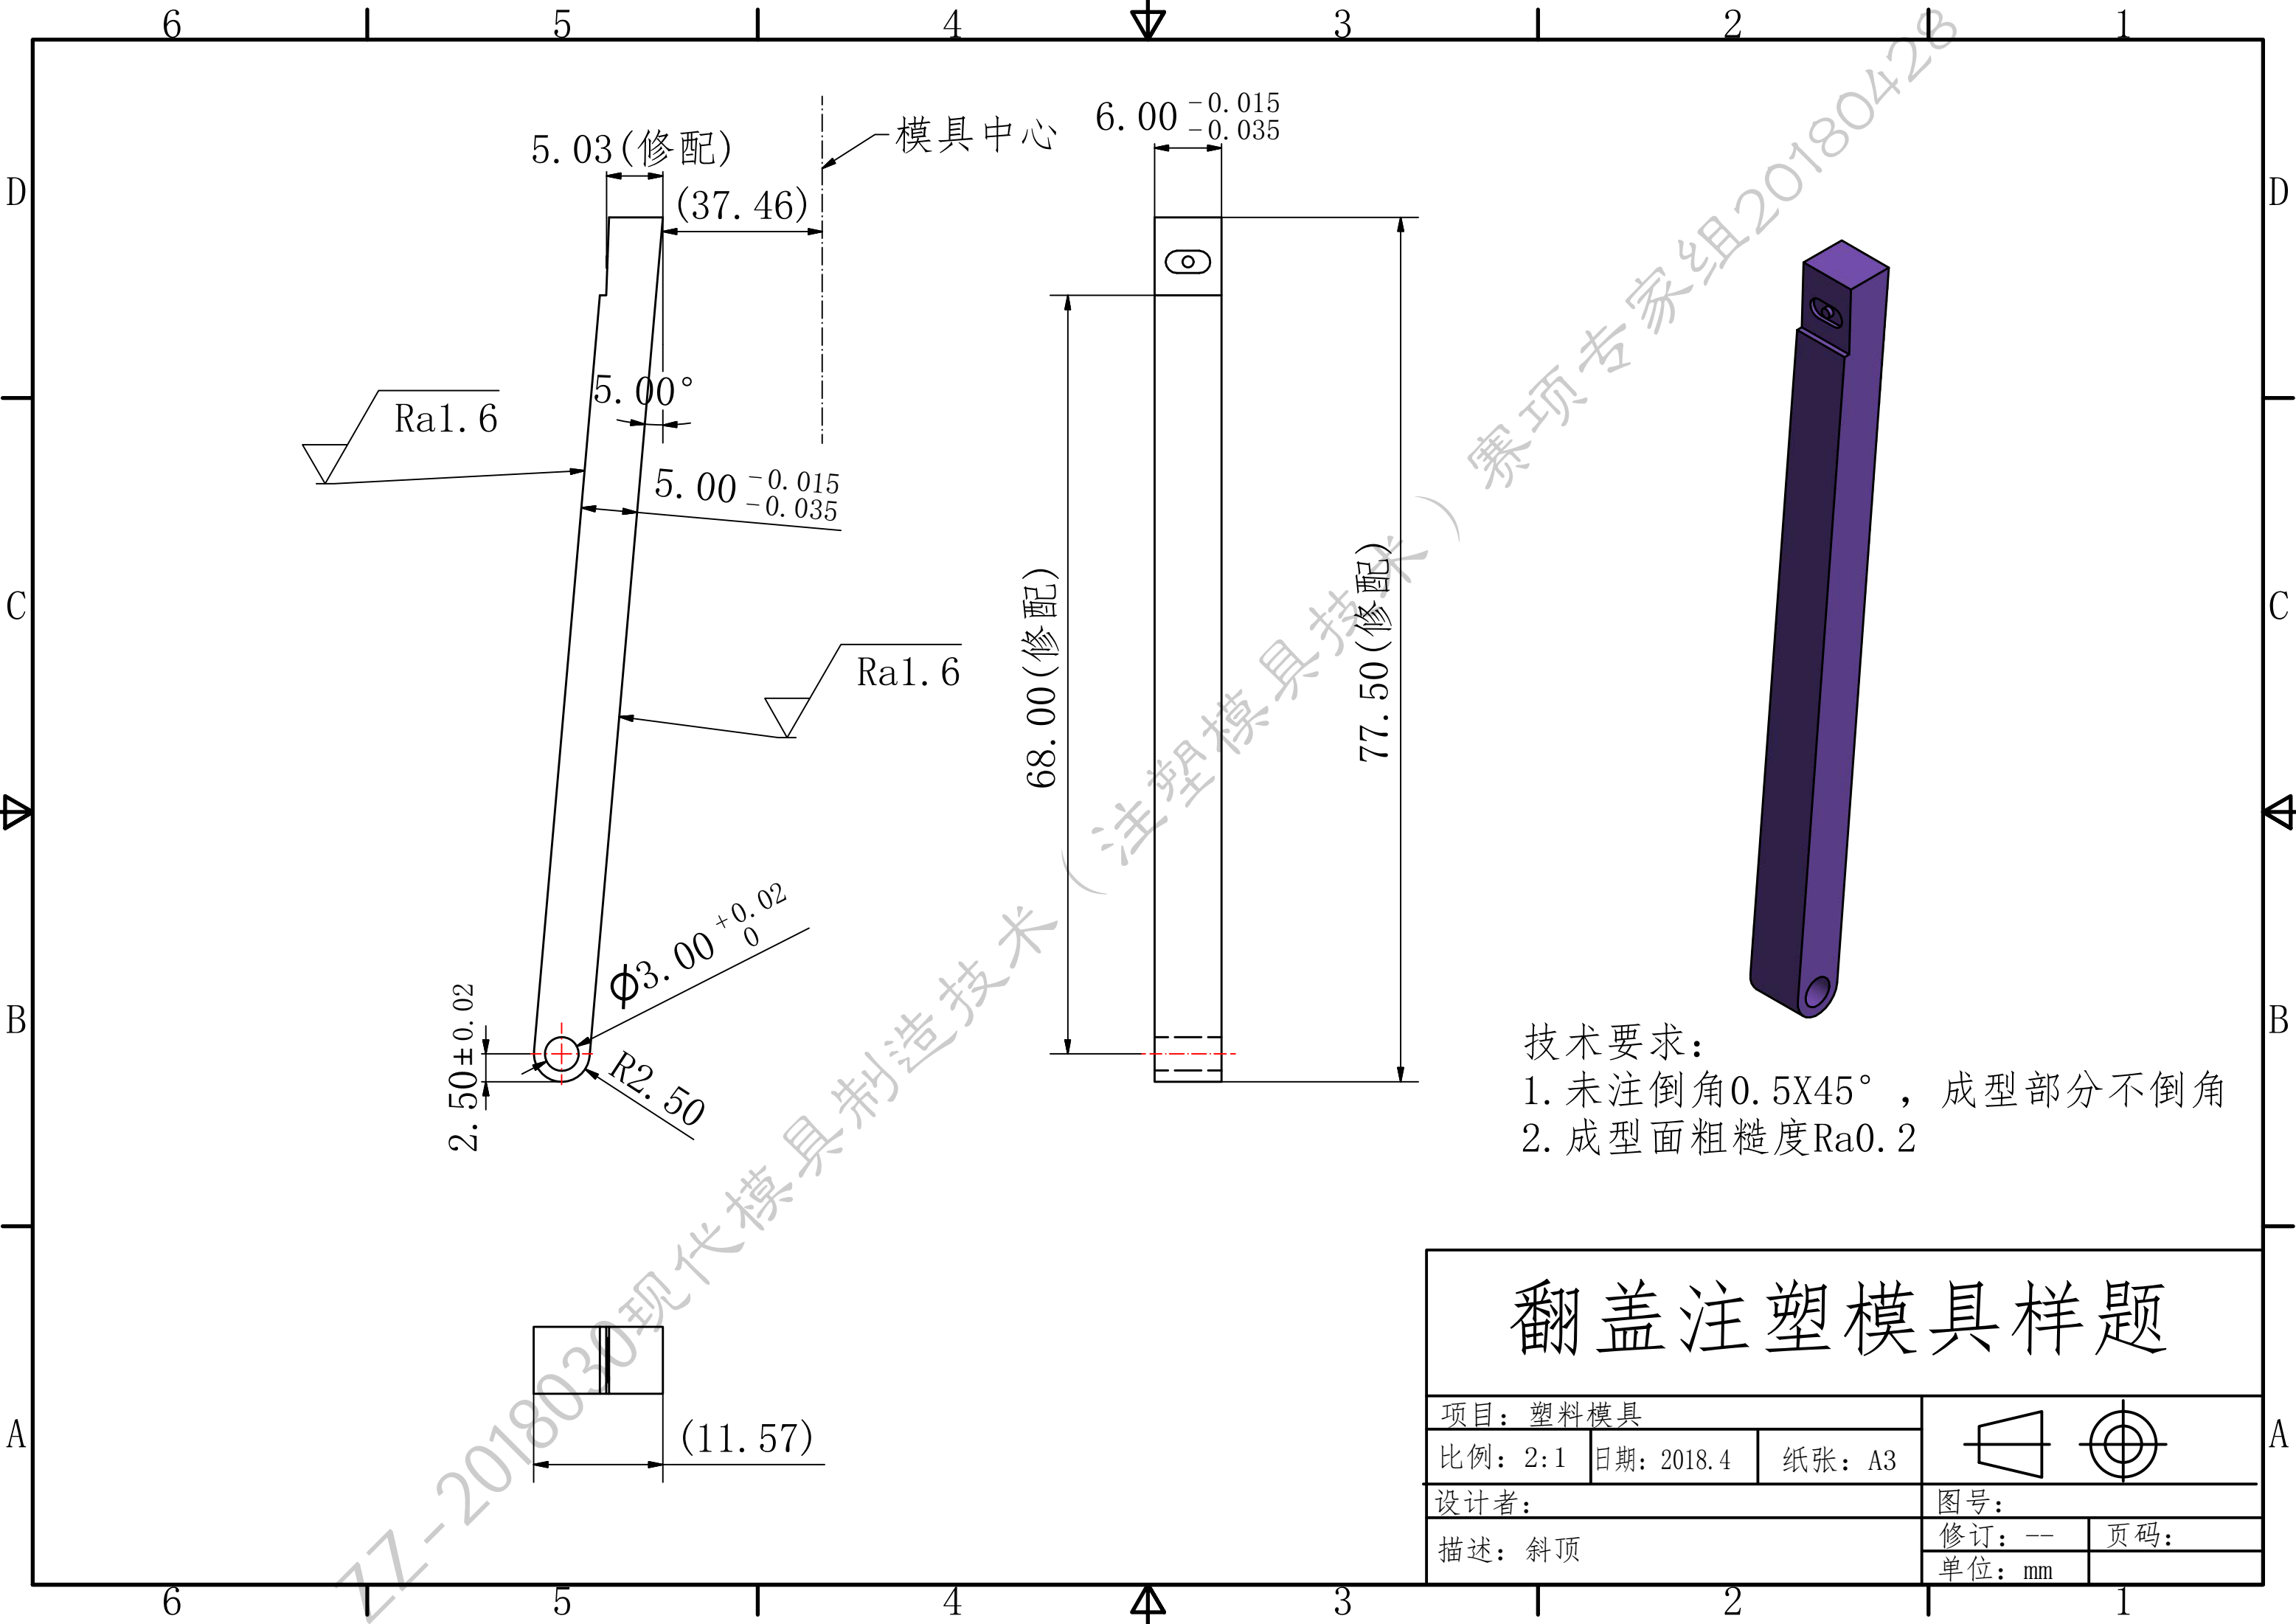 6 5 4 3 2 1
D D
C C
B B
A A
5.03(修配)
模具中心
(37.46)
6.00 -0.015
-0.035
5.00°
Ra1.6
5.00 -0.015
-0.035
Ra1.6
68.00(修配)
77.50(修配)
ϕ3.00 +0.02
0
2.50±0.02
R2.50
(11.57)
技术要求:
1. 未注倒角0.5X45°, 成型部分不倒角
2. 成型面粗糙度Ra0.2
翻盖注塑模具样题
项目: 塑料模具
比例: 2:1 日期: 2018.4 纸张: A3
设计者: 图号:
描述: 斜顶 修订: -- 页码:
单位: mm
6 5 4 3 2 1
ZZ-2018030现代模具制造技术（注塑模具技术）赛项专家组20180428